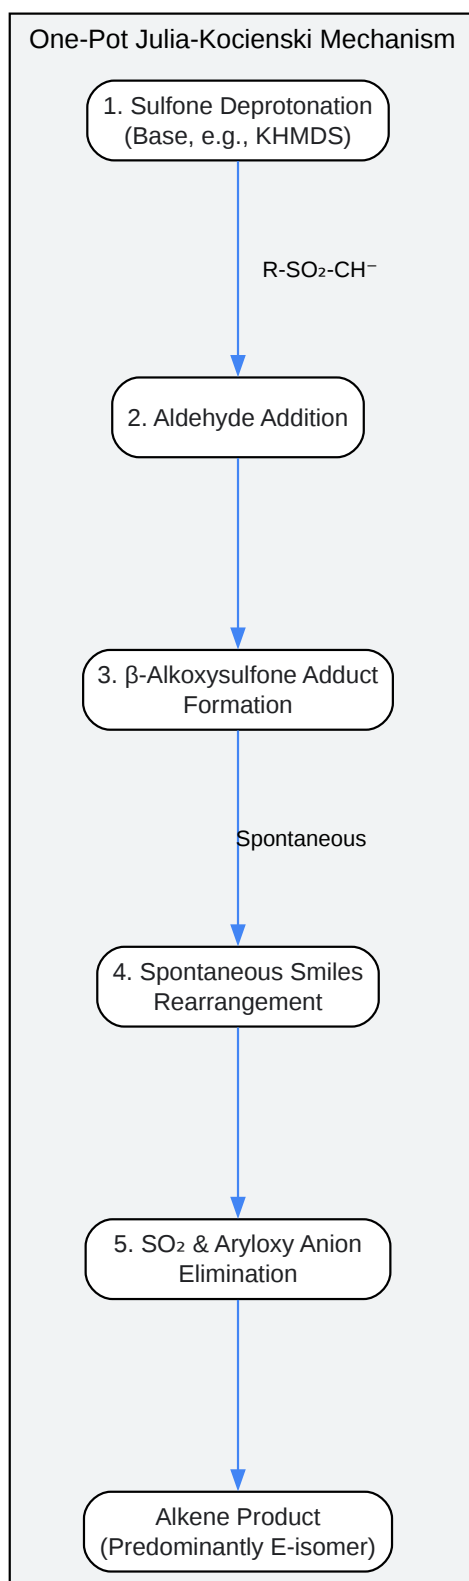 One-Pot Julia-Kocienski Mechanism
1. Sulfone Deprotonation
(Base, e.g., KHMDS)
R-SO₂-CH⁻
2. Aldehyde Addition
3. β-Alkoxysulfone Adduct
Formation
Spontaneous
4. Spontaneous Smiles
Rearrangement
5. SO₂ & Aryloxy Anion
Elimination
Alkene Product
(Predominantly E-isomer)